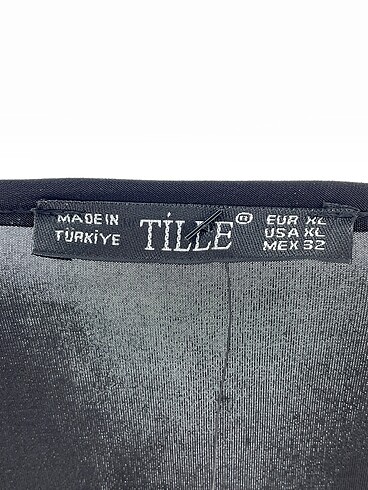 MADE IN
TÜRKİYE
TİLLE®
EUR XL
USA XL
MEX 32